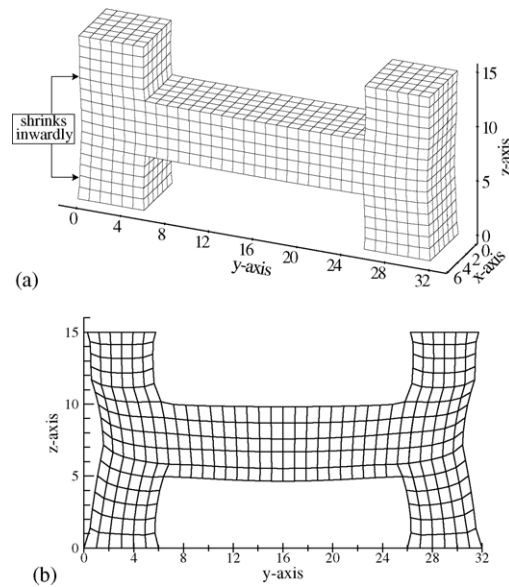 shrinks
inwardly
15
10
5
0
z-axis
0 4 8 12 16 20 24 28 32
y-axis
0 2 4 6
x-axis
(a)
15
10
5
0
z-axis
0 4 8 12 16 20 24 28 32
y-axis
(b)